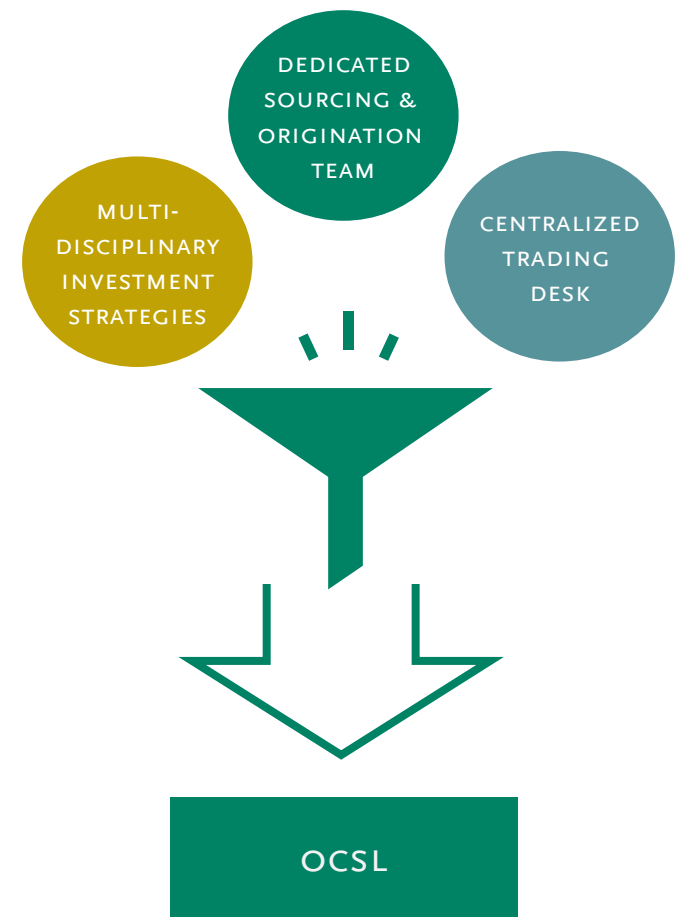 DEDICATED
SOURCING &
ORIGINATION
TEAM
MULTI-
DISCIPLINARY
INVESTMENT
STRATEGIES
CENTRALIZED
TRADING
DESK
OCSL